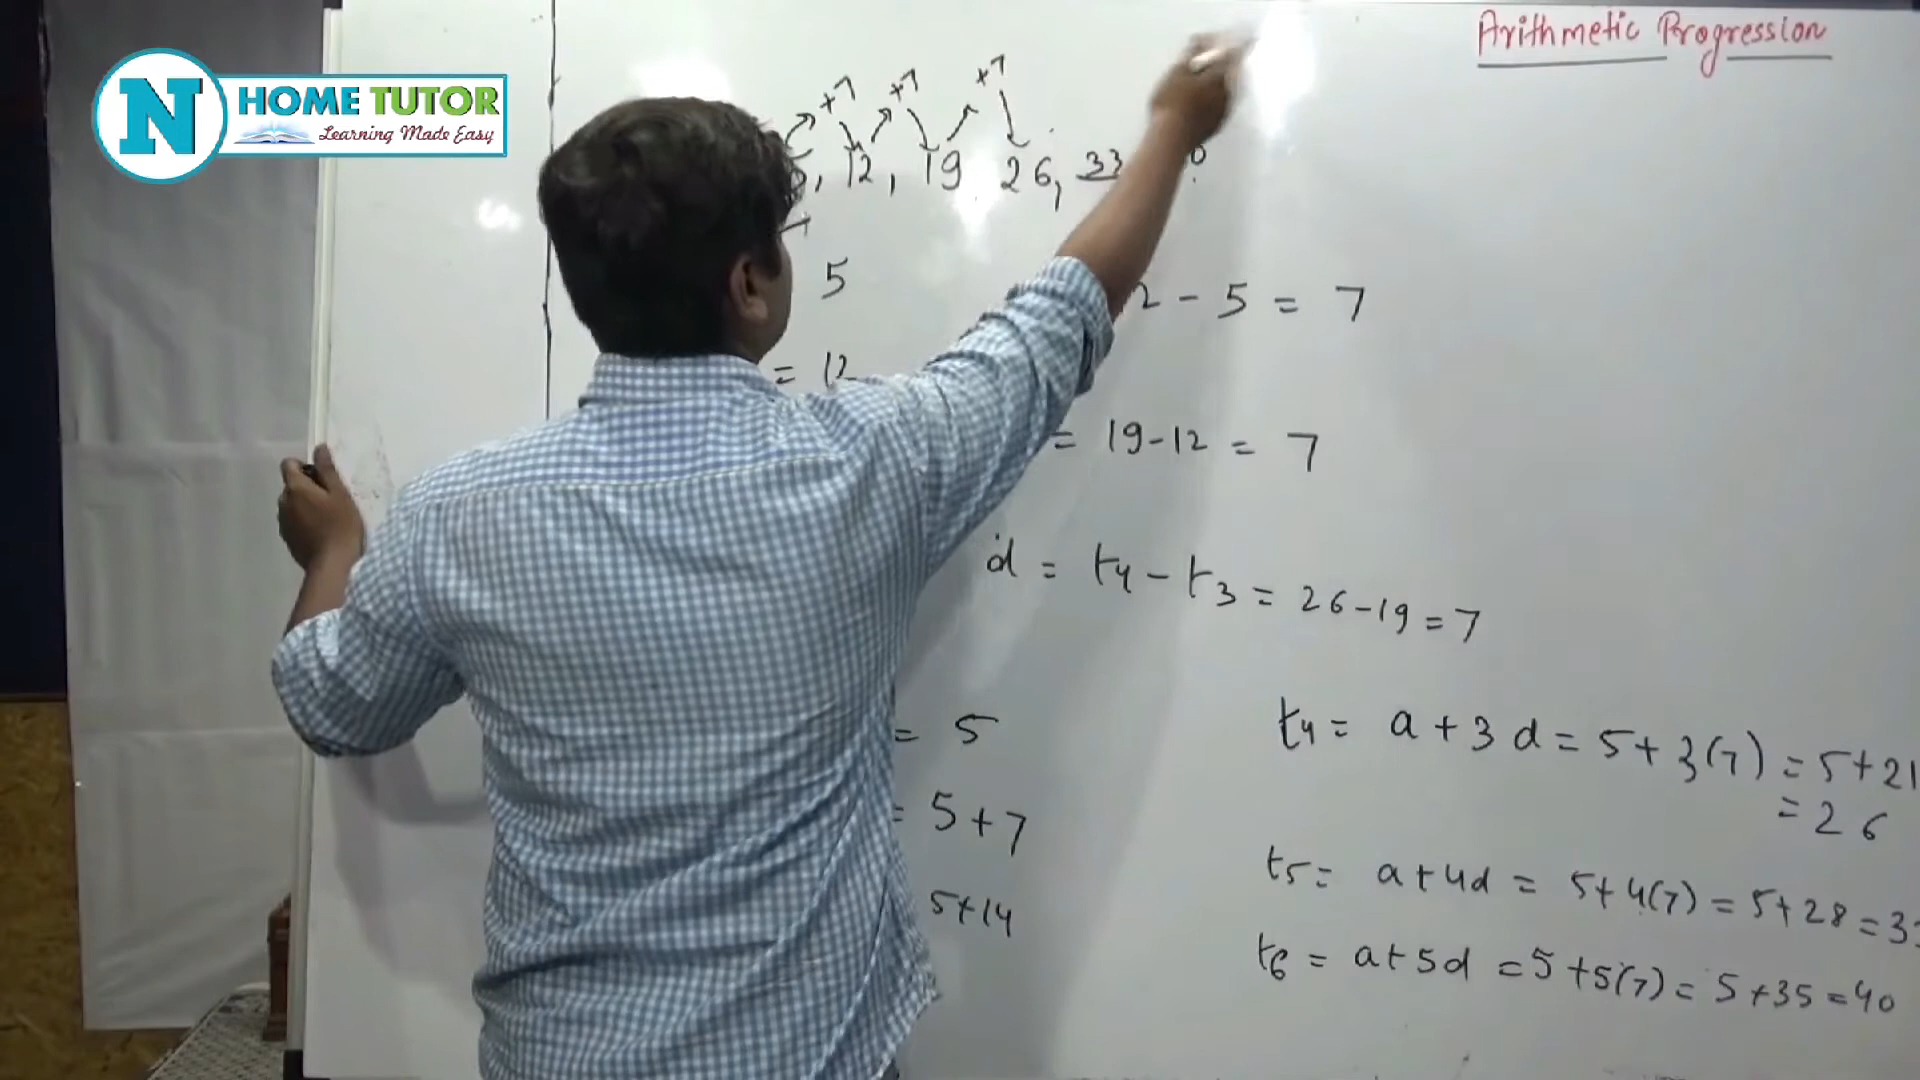 N HOME TUTOR
Learning Made Easy
Arithmetic Progression
+7 +7 +7
, 12, 19 26, 33
5
2 - 5 = 7
= 12
= 19-12 = 7
d = t4 - t3 = 26-19 = 7
= 5
t4 = a + 3d = 5+3(7) = 5+21
= 26
= 5+7
t5 = a+4d = 5+4(7) = 5+28 = 33
5+14
t6 = a+5d = 5+5(7) = 5+35 = 40